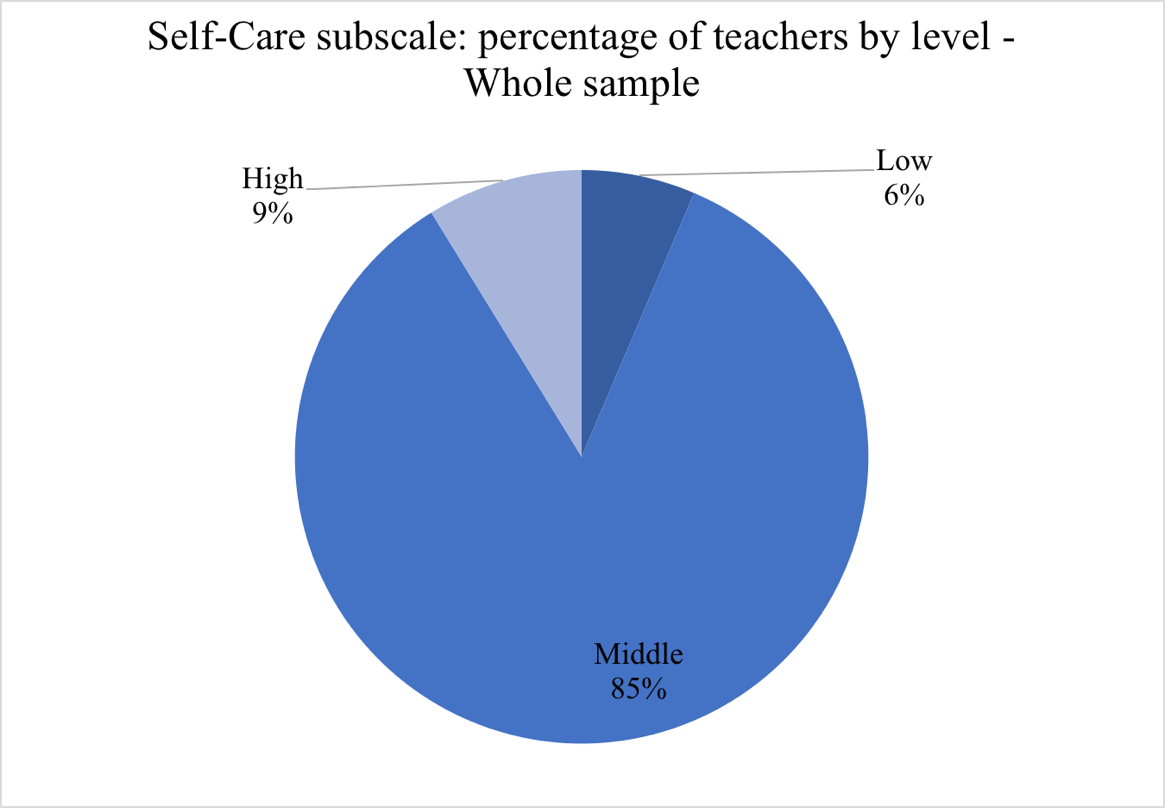 Self-Care subscale: percentage of teachers by level -
Whole sample
High
9%
Low
6%
Middle
85%